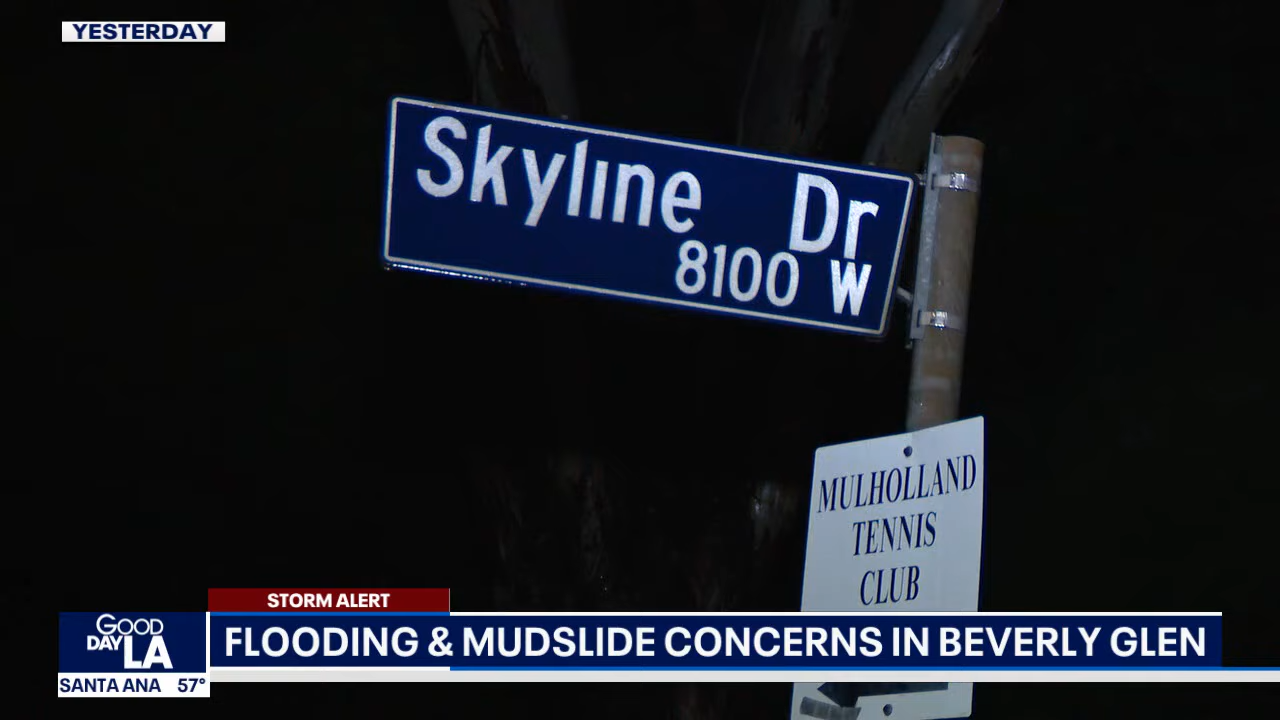 YESTERDAY
Skyline Dr
8100 W
MULHOLLAND
TENNIS
CLUB
STORM ALERT
GOOD
DAY LA
FLOODING & MUDSLIDE CONCERNS IN BEVERLY GLEN
SANTA ANA 57°